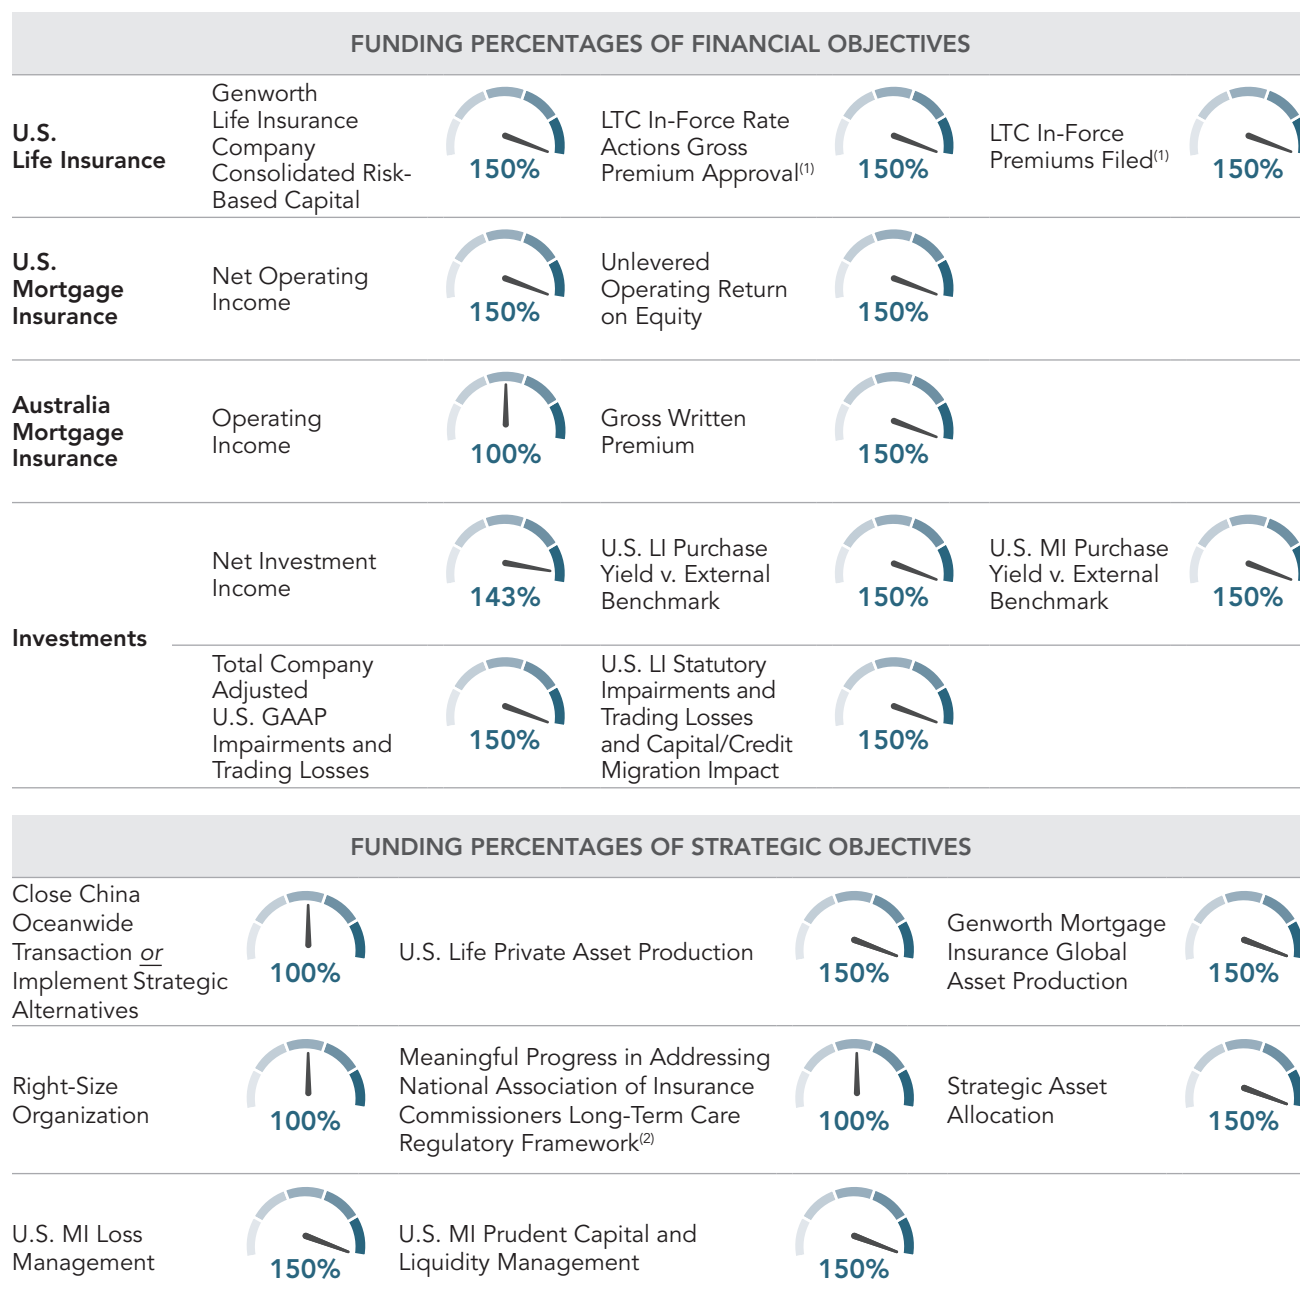 FUNDING PERCENTAGES OF FINANCIAL OBJECTIVES
U.S.
Life Insurance
Genworth
Life Insurance
Company
Consolidated Risk-
Based Capital
150%
LTC In-Force Rate
Actions Gross
Premium Approval(1)
150%
LTC In-Force
Premiums Filed(1)
150%
U.S.
Mortgage
Insurance
Net Operating
Income
150%
Unlevered
Operating Return
on Equity
150%
Australia
Mortgage
Insurance
Operating
Income
100%
Gross Written
Premium
150%
Investments
Net Investment
Income
143%
U.S. LI Purchase
Yield v. External
Benchmark
150%
U.S. MI Purchase
Yield v. External
Benchmark
150%
Total Company
Adjusted
U.S. GAAP
Impairments and
Trading Losses
150%
U.S. LI Statutory
Impairments and
Trading Losses
and Capital/Credit
Migration Impact
150%
FUNDING PERCENTAGES OF STRATEGIC OBJECTIVES
Close China
Oceanwide
Transaction or
Implement Strategic
Alternatives
100%
U.S. Life Private Asset Production
150%
Genworth Mortgage
Insurance Global
Asset Production
150%
Right-Size
Organization
100%
Meaningful Progress in Addressing
National Association of Insurance
Commissioners Long-Term Care
Regulatory Framework(2)
100%
Strategic Asset
Allocation
150%
U.S. MI Loss
Management
150%
U.S. MI Prudent Capital and
Liquidity Management
150%